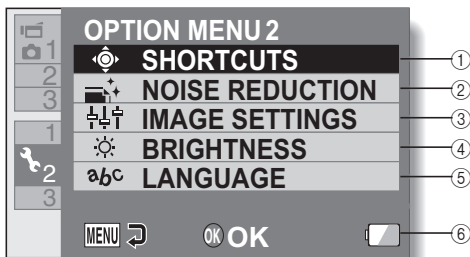 OPTION MENU 2
1
SHORTCUTS
①
2
NOISE REDUCTION
②
3
IMAGE SETTINGS
③
1
BRIGHTNESS
④
2
abc LANGUAGE
⑤
3
MENU OK OK
⑥